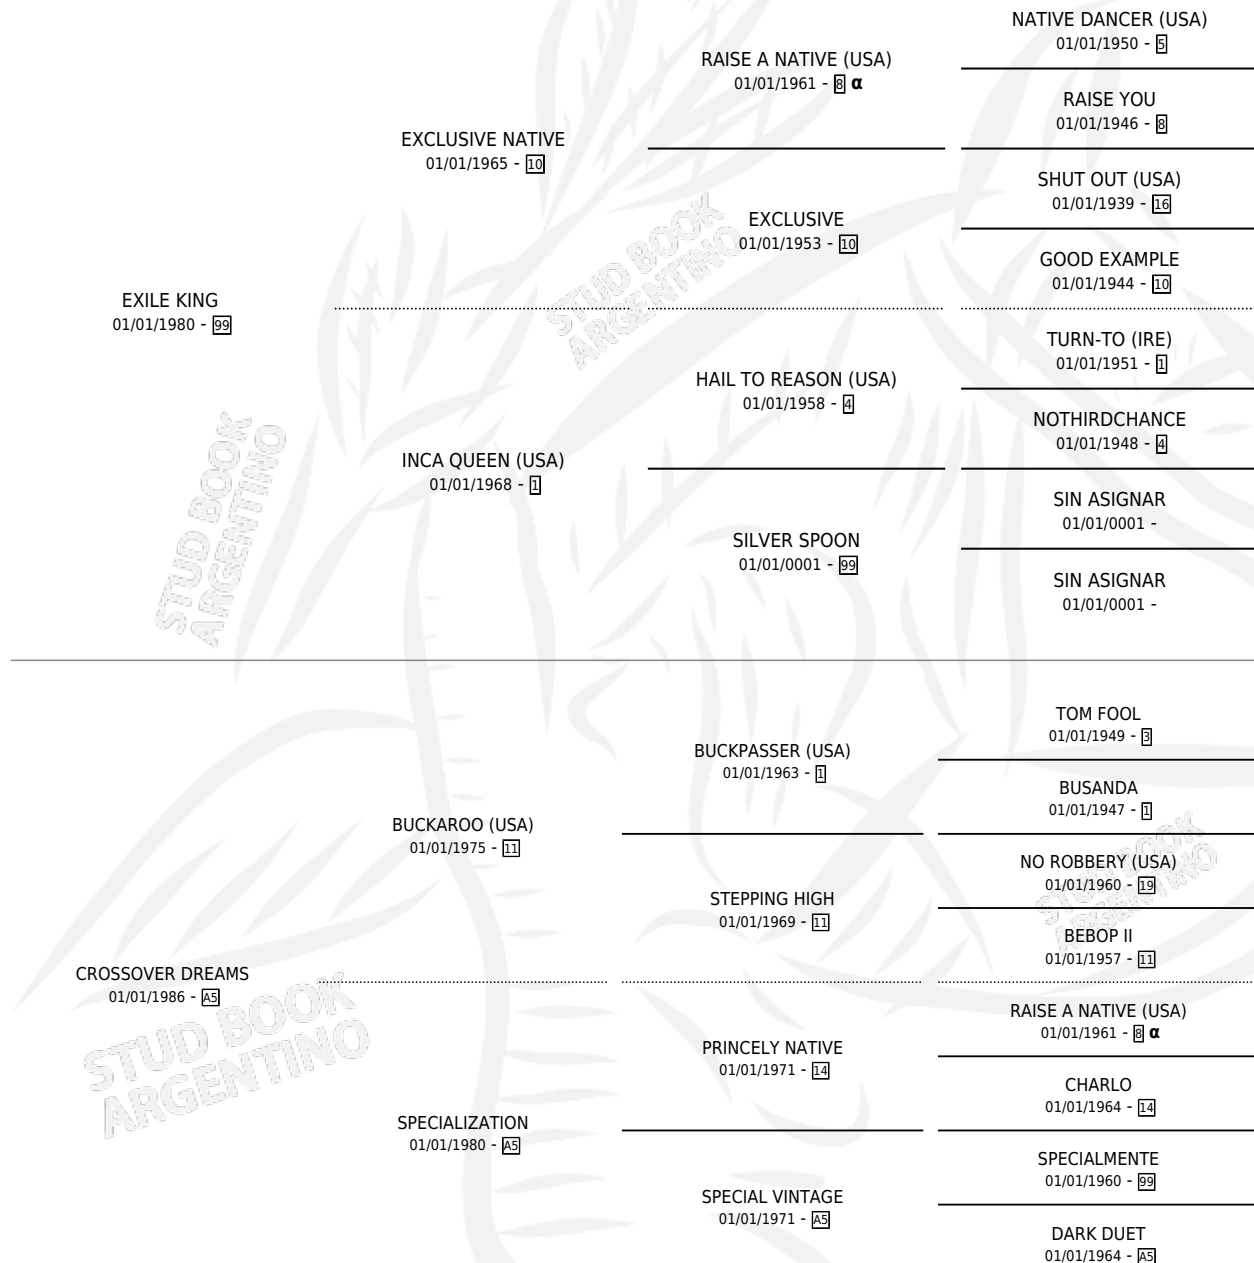 NATIVE DANCER (USA)
01/01/1950 - 5
RAISE A NATIVE (USA)
01/01/1961 - 8 α
RAISE YOU
01/01/1946 - 8
EXCLUSIVE NATIVE
01/01/1965 - 10
SHUT OUT (USA)
01/01/1939 - 16
EXCLUSIVE
01/01/1953 - 10
GOOD EXAMPLE
01/01/1944 - 10
EXILE KING
01/01/1980 - 99
TURN-TO (IRE)
01/01/1951 - 1
HAIL TO REASON (USA)
01/01/1958 - 4
NOTHIRDCHANCE
01/01/1948 - 4
INCA QUEEN (USA)
01/01/1968 - 1
SIN ASIGNAR
01/01/0001 -
SILVER SPOON
01/01/0001 - 99
SIN ASIGNAR
01/01/0001 -
TOM FOOL
01/01/1949 - 3
BUCKPASSER (USA)
01/01/1963 - 1
BUSANDA
01/01/1947 - 1
BUCKAROO (USA)
01/01/1975 - 11
NO ROBBERY (USA)
01/01/1960 - 19
STEPPING HIGH
01/01/1969 - 11
BEBOP II
01/01/1957 - 11
CROSSOVER DREAMS
01/01/1986 - A5
RAISE A NATIVE (USA)
01/01/1961 - 8 α
PRINCELY NATIVE
01/01/1971 - 14
CHARLO
01/01/1964 - 14
SPECIALIZATION
01/01/1980 - A5
SPECIALMENTE
01/01/1960 - 99
SPECIAL VINTAGE
01/01/1971 - A5
DARK DUET
01/01/1964 - A5
STUD BOOK
ARGENTINO
STUD BOOK
ARGENTINO
STUD BOOK
ARGENTINO
STUD BOOK
ARGENTINO